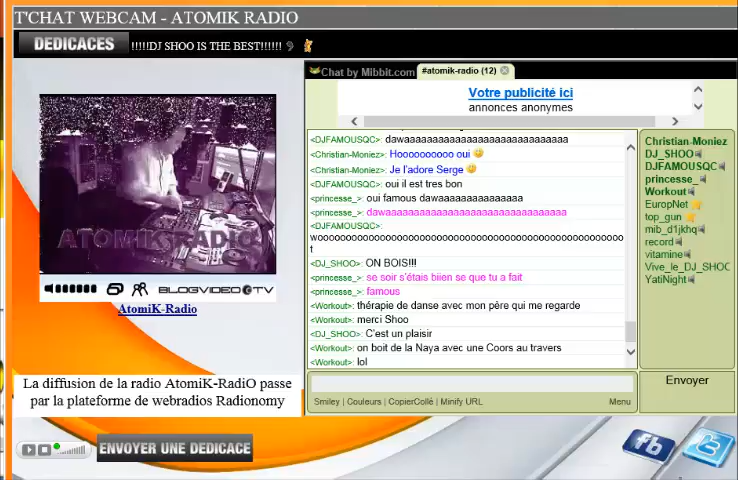 T'CHAT WEBCAM - ATOMIK RADIO
DEDICACES !!!!!DJ SHOO IS THE BEST!!!!!!
Chat by Mibbit.com
#atomik-radio (12)
Votre publicité ici
annonces anonymes
ATOMIK RADIO
BLOGVIDEO TV
AtomiK-Radio
La diffusion de la radio AtomiK-RadiO passe
par la plateforme de webradios Radionomy
ENVOYER UNE DEDICACE
<DJFAMOUSQC>: dawaaaaaaaaaaaaaaaaaaaaaaaaaaaaa
<Christian-Moniez>: Hoooooooooo oui
<Christian-Moniez>: Je l'adore Serge
<DJFAMOUSQC>: oui il est tres bon
<princesse_>: oui famous dawaaaaaaaaaa
<princesse_>: dawaaaaaaaaaaaaaaaaaaaaaaaaaaaaaaaaaa
<DJFAMOUSQC>:
wooooooooooooooooooooooooooooooooooooooooooooooooooooo
t
<DJ_SHOO>: ON BOIS!!!
<princesse_>: se soir s'étais biien se que tu a fait
<princesse_>: famous
<Workout>: thérapie de danse avec mon père qui me regarde
<Workout>: merci Shoo
<DJ_SHOO>: C'est un plaisir
<Workout>: on boit de la Naya avec une Coors au travers
<Workout>: lol
Smiley | Couleurs | CopierCollé | Minify URL Menu
Christian-Moniez
DJ_SHOO
DJFAMOUSQC
princesse_
Workout
EuropNet
top_gun
mib_d1jkhq
record
vitamine
Vive_le_DJ_SHOC
YatiNight
Envoyer
fb